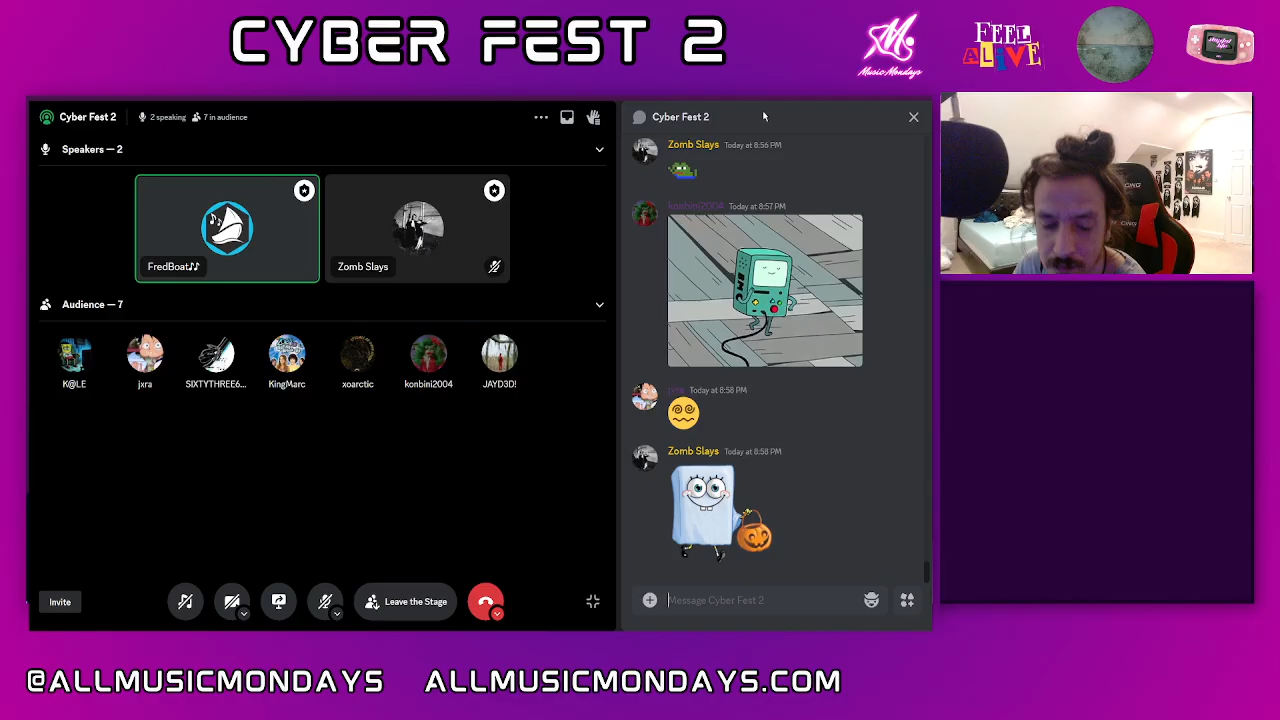 CYBER FEST 2
Music Mondays
FEEL
ALIVE
Cyber Fest 2
2 speaking
7 in audience
Speakers — 2
FredBoat♪♪
Zomb Slays
Audience — 7
K@LE
jxra
SIXTYTHREE6...
KingMarc
xoarctic
konbini2004
JAYD3D!
Invite
Leave the Stage
Cyber Fest 2
Zomb Slays Today at 8:56 PM
konbini2004 Today at 8:57 PM
jxra Today at 8:58 PM
Zomb Slays Today at 8:58 PM
Message Cyber Fest 2
@ALLMUSICMONDAYS ALLMUSICMONDAYS.COM